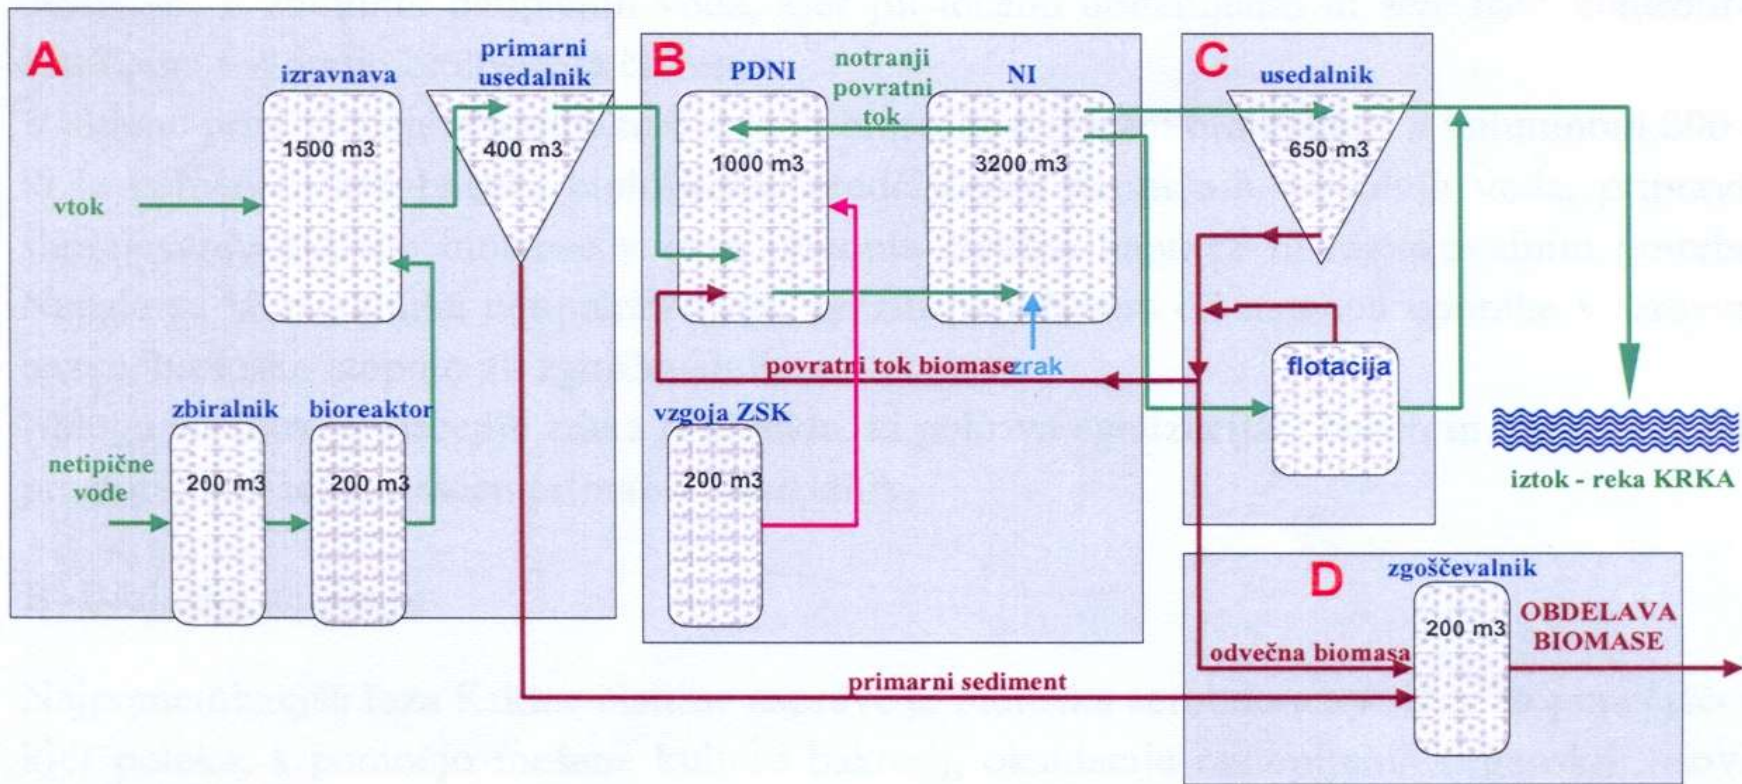 A
izravnava
1500 m3
primarni
usedalnik
400 m3
vtok
zbiralnik
bioreaktor
netipične
vode
200 m3
200 m3
B
PDNI
1000 m3
notranji
povratni
tok
NI
3200 m3
povratni tok biomase
zrak
vzgoja ZSK
200 m3
C
usedalnik
650 m3
flotacija
iztok - reka KRKA
D
zgoščevalnik
200 m3
OBDELAVA
BIOMASE
odvečna biomasa
primarni sediment